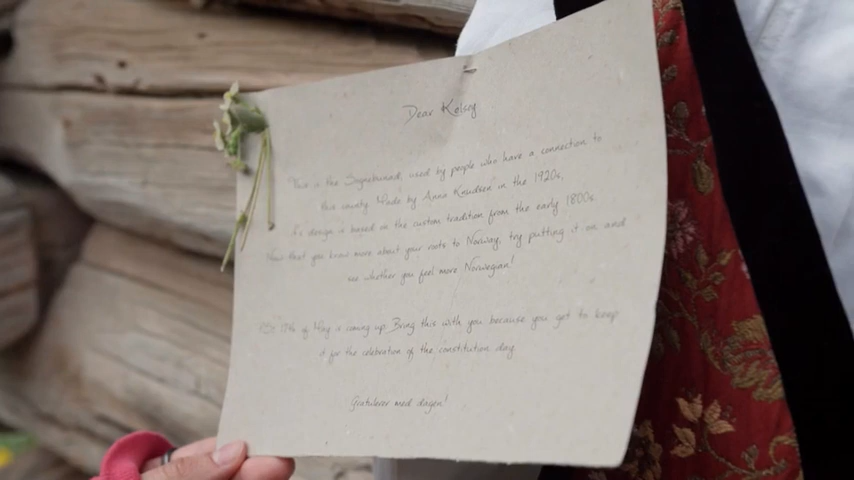 Dear Kelsey
This is the Sognebunad, used by people who have a connection to
this county. Made by Anna Knudsen in the 1920s,
it's design is based on the custom tradition from the early 1800s.
Now that you know more about your roots to Norway, try putting it on and
see whether you feel more Norwegian!
17th of May is coming up. Bring this with you because you get to keep
it for the celebration of the constitution day.
Gratulerer med dagen!